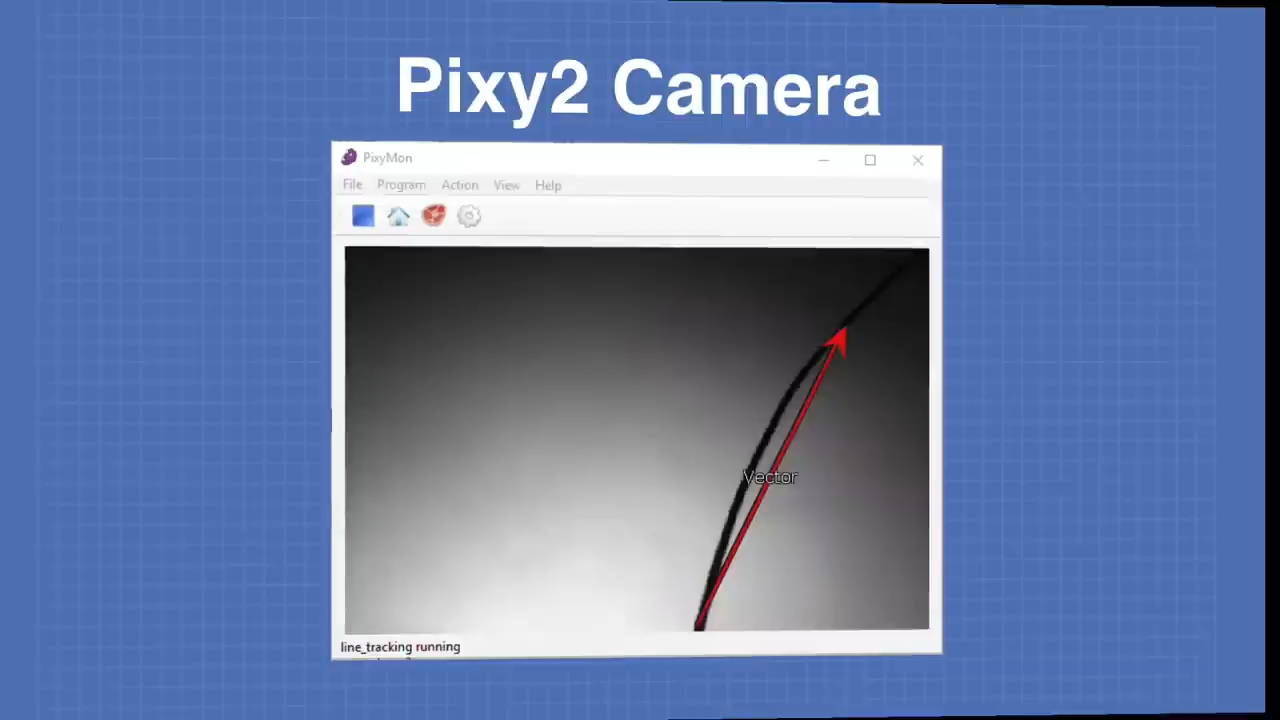 Pixy2 Camera
PixyMon
File Program Action View Help
Vector
line_tracking running